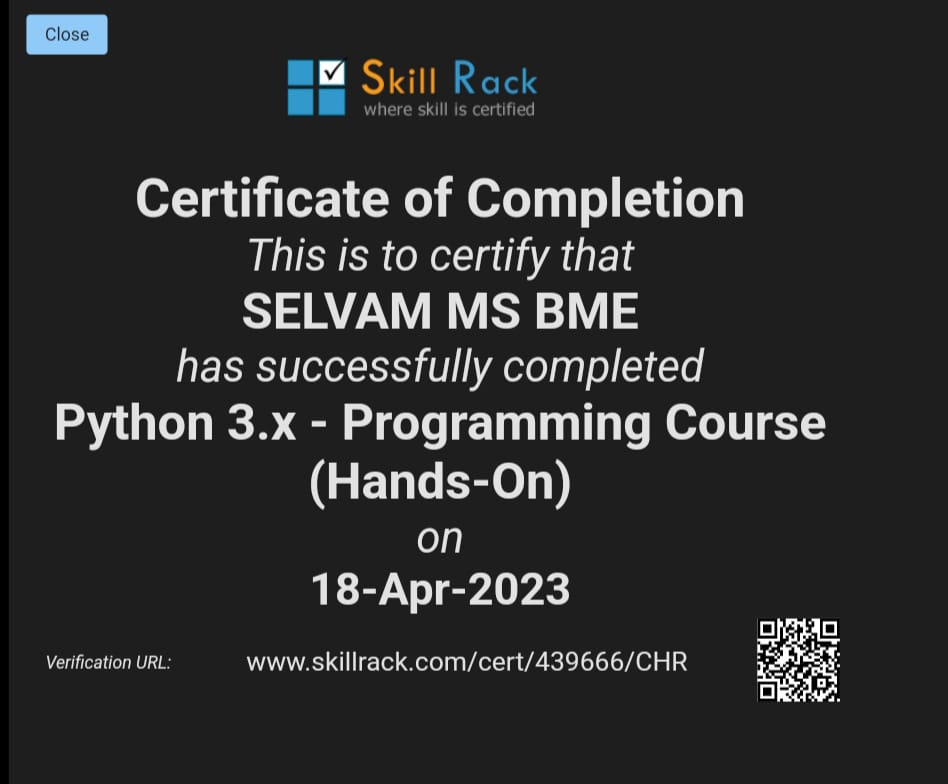 Close
Skill Rack
where skill is certified
Certificate of Completion
This is to certify that
SELVAM MS BME
has successfully completed
Python 3.x - Programming Course
(Hands-On)
on
18-Apr-2023
Verification URL: www.skillrack.com/cert/439666/CHR